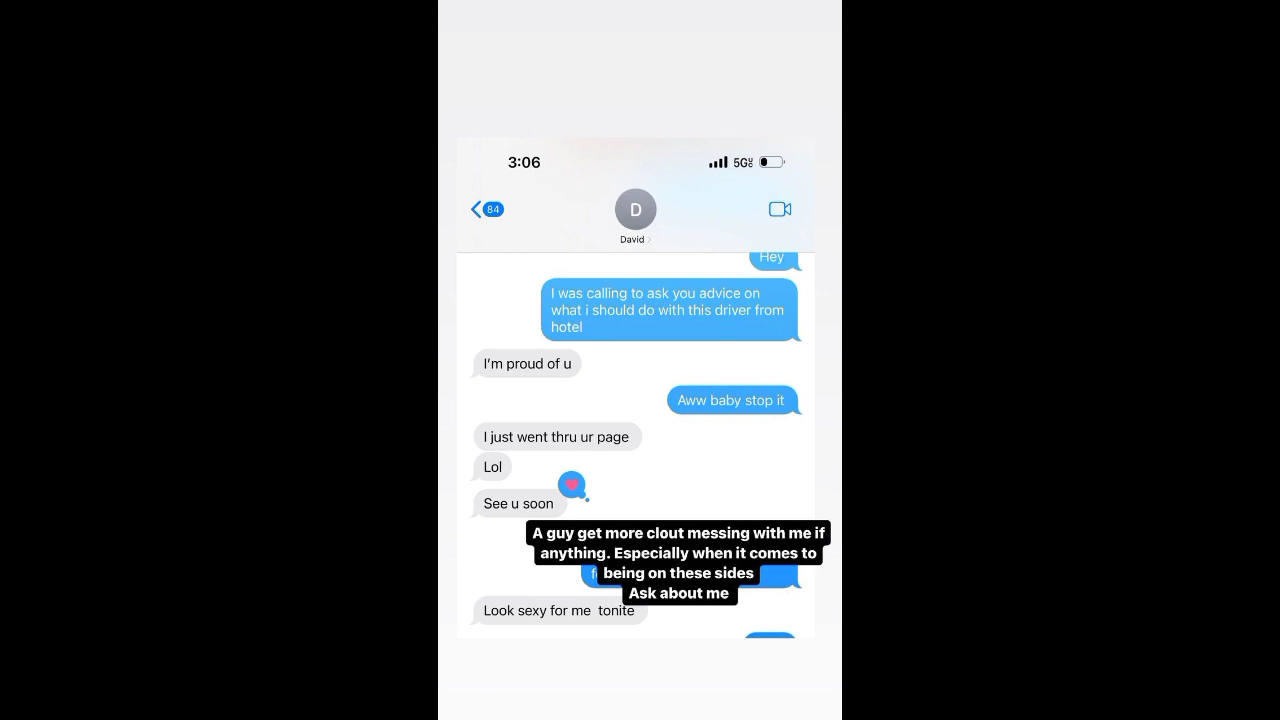 3:06
5G
84
D
David
Hey
I was calling to ask you advice on
what i should do with this driver from
hotel
I'm proud of u
Aww baby stop it
I just went thru ur page
Lol
See u soon
A guy get more clout messing with me if
anything. Especially when it comes to
being on these sides
Ask about me
Look sexy for me tonite